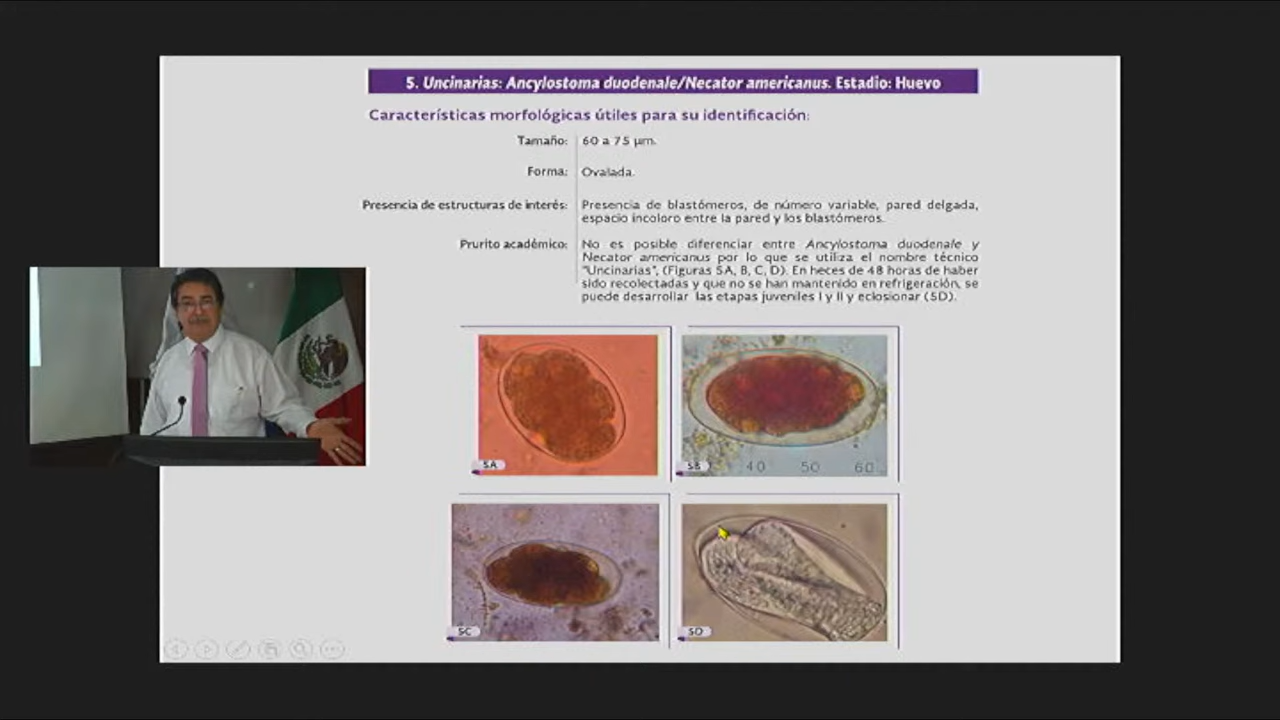 5. Uncinarias: Ancylostoma duodenale/Necator americanus. Estadio: Huevo
Características morfológicas útiles para su identificación:
Tamaño: 60 a 75 µm.
Forma: Ovalada.
Presencia de estructuras de interés: Presencia de blastómeros, de número variable, pared delgada,
espacio incoloro entre la pared y los blastómeros.
Prurito académico: No es posible diferenciar entre Ancylostoma duodenale y
Necator americanus por lo que se utiliza el nombre técnico
"Uncinarias", (Figuras 5A, B, C, D). En heces de 48 horas de haber
sido recolectadas y que no se han mantenido en refrigeración, se
puede desarrollar las etapas juveniles I y II y eclosionar (5D).
5A
5B
40 50 60
5C
5D